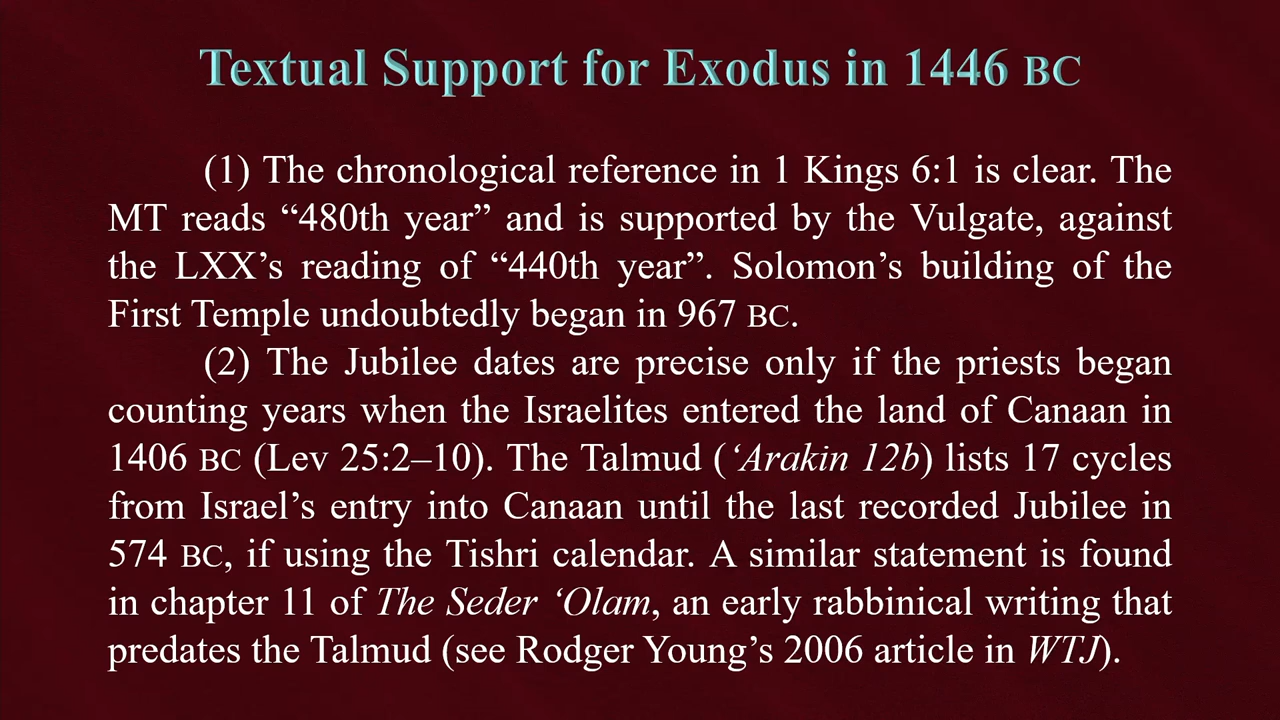 Textual Support for Exodus in 1446 BC
(1) The chronological reference in 1 Kings 6:1 is clear. The
MT reads “480th year” and is supported by the Vulgate, against
the LXX’s reading of “440th year”. Solomon’s building of the
First Temple undoubtedly began in 967 BC.
(2) The Jubilee dates are precise only if the priests began
counting years when the Israelites entered the land of Canaan in
1406 BC (Lev 25:2–10). The Talmud (‘Arakin 12b) lists 17 cycles
from Israel’s entry into Canaan until the last recorded Jubilee in
574 BC, if using the Tishri calendar. A similar statement is found
in chapter 11 of The Seder ‘Olam, an early rabbinical writing that
predates the Talmud (see Rodger Young’s 2006 article in WTJ).